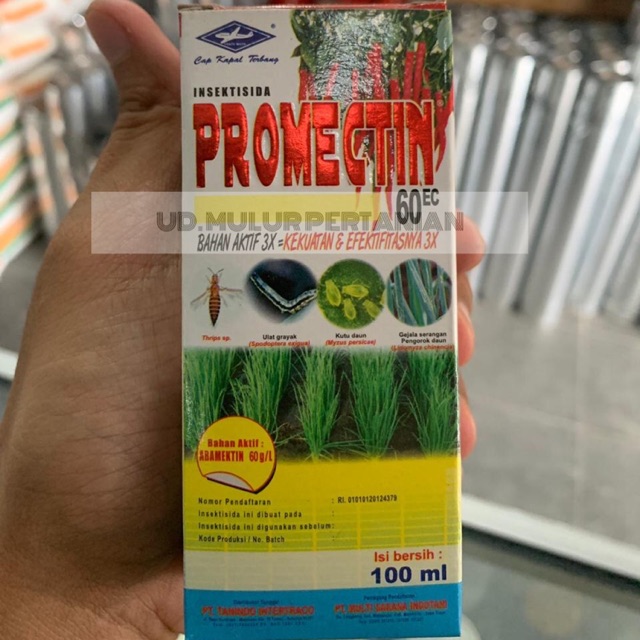 Cap Kapal Terbang
INSEKTISIDA
PROMECTIN
60 EC
UD.MULUR PERTANIAN
BAHAN AKTIF 3X = KEKUATAN & EFEKTIFITASNYA 3X
Thrips sp.
Ulat grayak
(Spodoptera exigua)
Kutu daun
(Myzus persicae)
Gejala serangan
Pengorok daun
Bahan Aktif :
ABAMEKTIN 60 g/L
Nomor Pendaftaran : RI. 01010120124379
Insektisida ini dibuat pada :
Insektisida ini digunakan sebelum:
Kode Produksi / No. Batch
Isi bersih :
100 ml
PT. TANINDO INTERTRACO